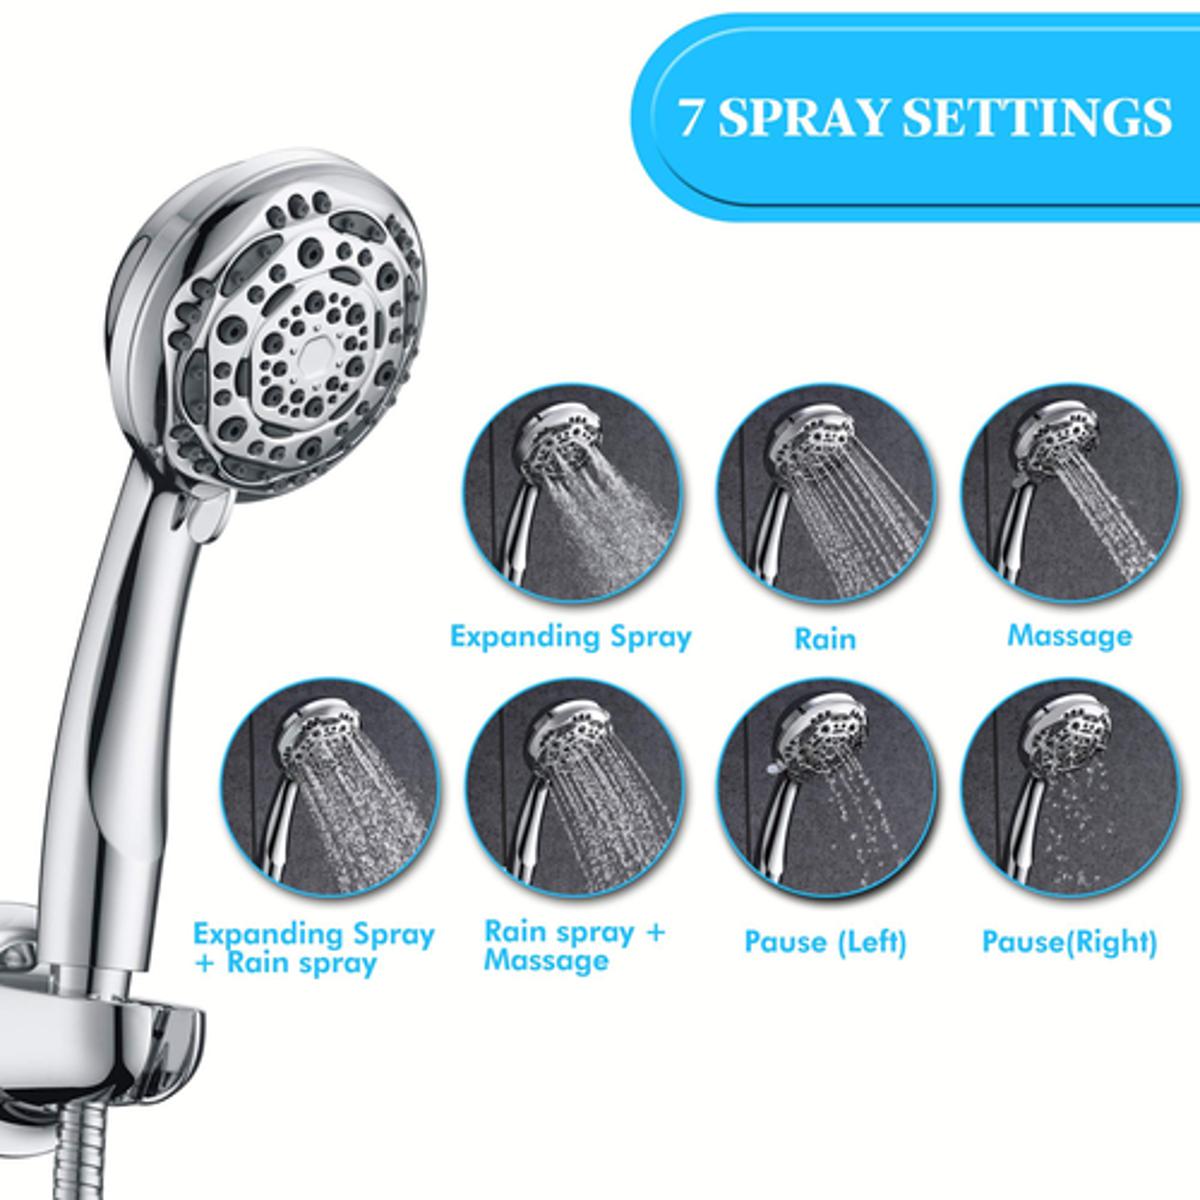 7 SPRAY SETTINGS
Expanding Spray
Rain
Massage
Expanding Spray
+ Rain spray
Rain spray +
Massage
Pause (Left)
Pause(Right)